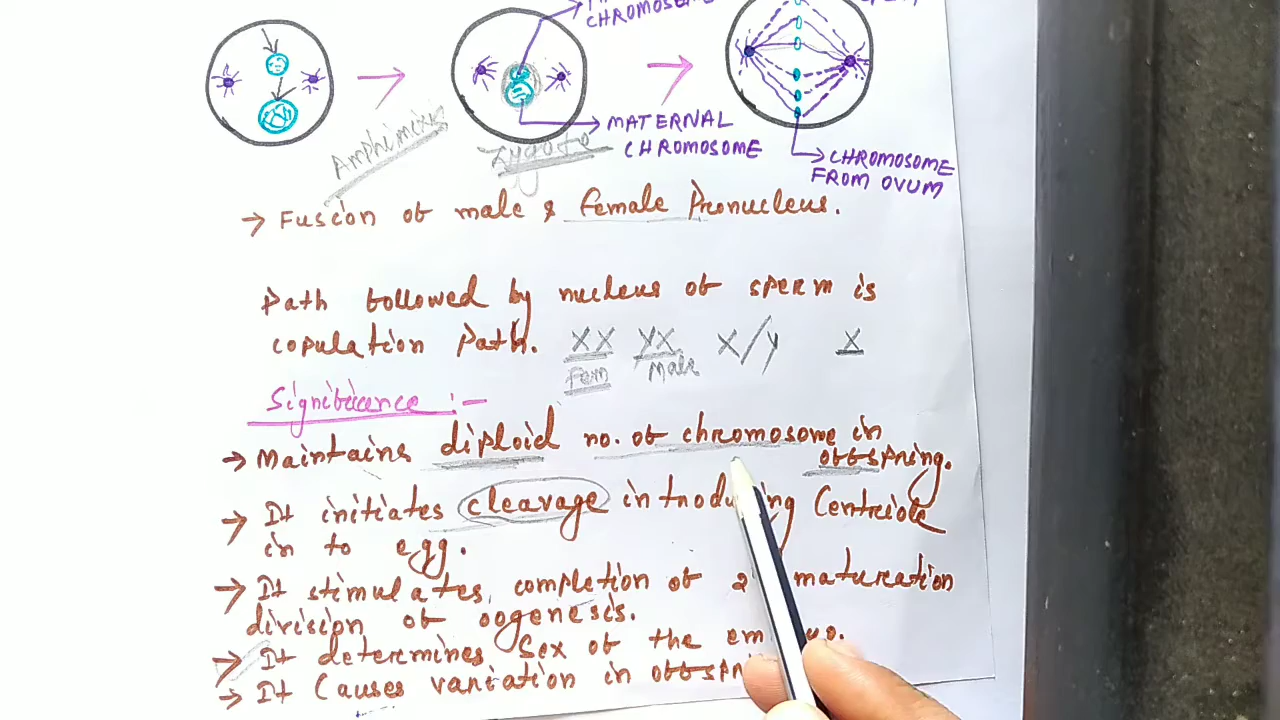 CHROMOSOME
MATERNAL
CHROMOSOME
CHROMOSOME
FROM OVUM
Amphimixis
Zygote
→ Fusion of male & female Pronucleus.
Path followed by nucleus of sperm is
copulation Path. XX YX X/Y X
Fem Male
Significance :-
→ Maintains diploid no. of chromosome in
offspring.
→ It initiates cleavage introducing Centriole
in to egg.
→ It stimulates completion of 2 maturation
division of oogenesis.
→ It determines Sex of the
→ It Causes variation in